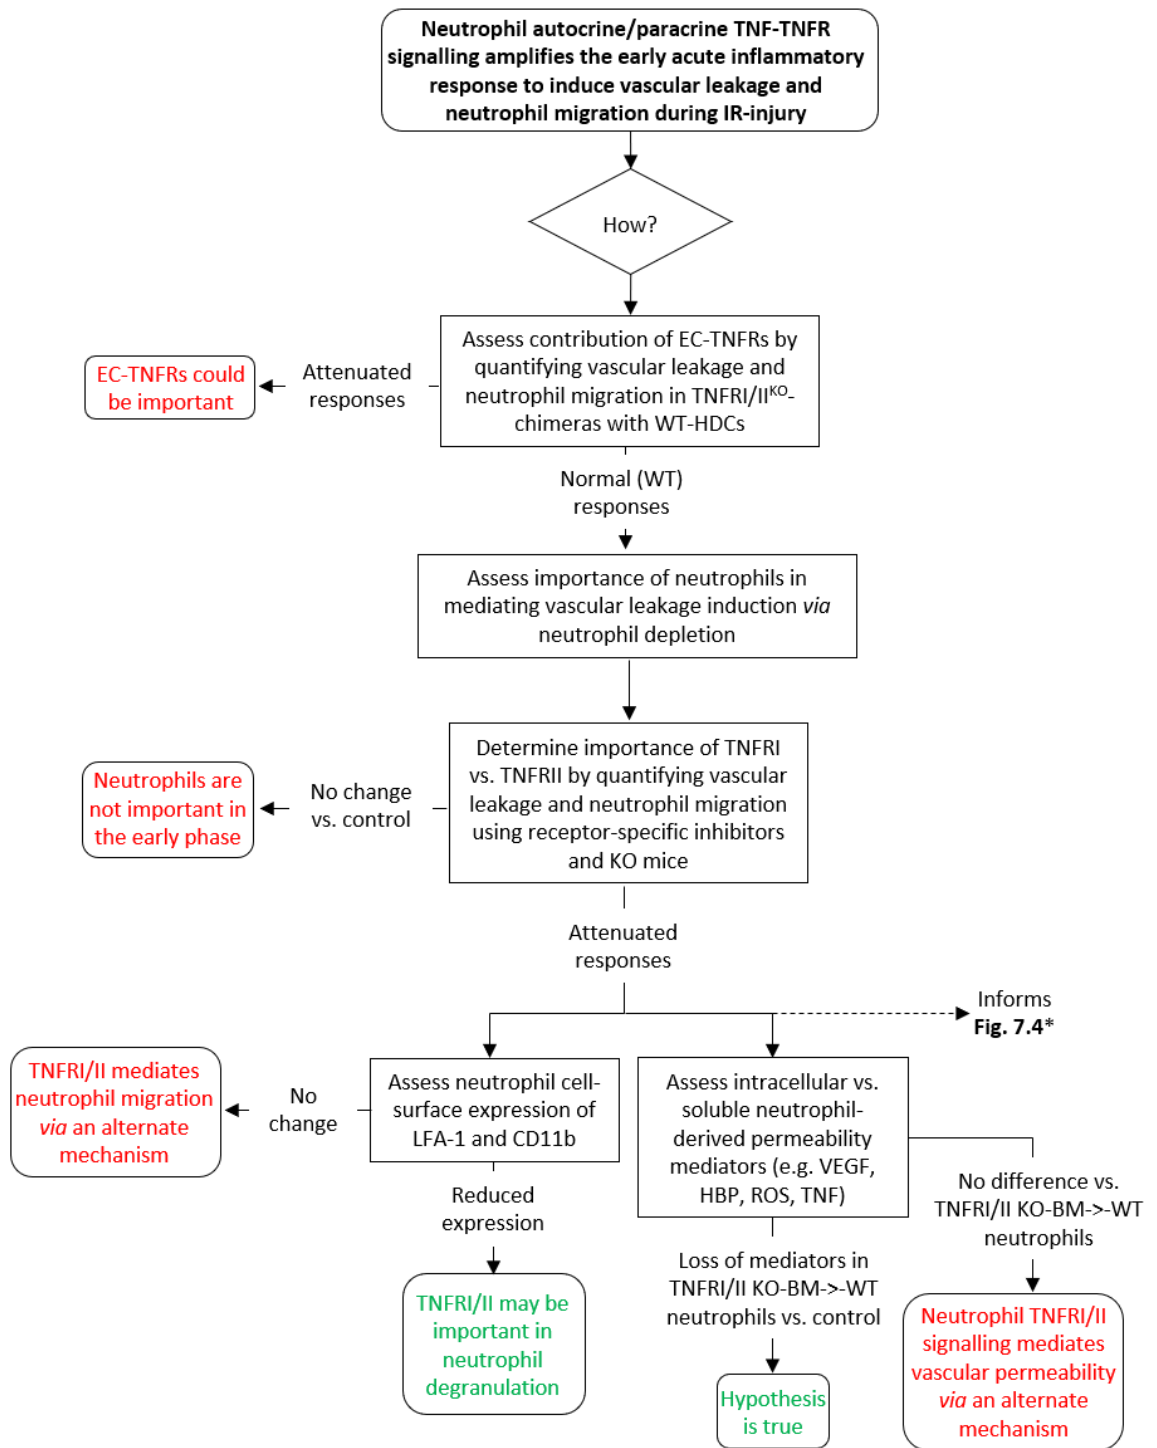 Neutrophil autocrine/paracrine TNF-TNFR
signalling amplifies the early acute inflammatory
response to induce vascular leakage and
neutrophil migration during IR-injury
How?
Assess contribution of EC-TNFRs by
quantifying vascular leakage and
neutrophil migration in TNFRI/IIKO-
chimeras with WT-HDCs
Attenuated
responses
EC-TNFRs could
be important
Normal (WT)
responses
Assess importance of neutrophils in
mediating vascular leakage induction via
neutrophil depletion
Determine importance of TNFRI
vs. TNFRII by quantifying vascular
leakage and neutrophil migration
using receptor-specific inhibitors
and KO mice
No change
vs. control
Neutrophils are
not important in
the early phase
Attenuated
responses
Informs
Fig. 7.4*
Assess neutrophil cell-
surface expression of
LFA-1 and CD11b
No
change
TNFRI/II mediates
neutrophil migration
via an alternate
mechanism
Reduced
expression
TNFRI/II may be
important in
neutrophil
degranulation
Assess intracellular vs.
soluble neutrophil-
derived permeability
mediators (e.g. VEGF,
HBP, ROS, TNF)
Loss of mediators in
TNFRI/II KO-BM->-WT
neutrophils vs. control
Hypothesis
is true
No difference vs.
TNFRI/II KO-BM->-WT
neutrophils
Neutrophil TNFRI/II
signalling mediates
vascular permeability
via an alternate
mechanism